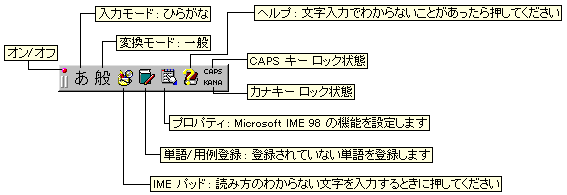 入力モード：ひらがな
ヘルプ：文字入力でわからないことがあったら押してください
変換モード：一般
オン/オフ
CAPS キー ロック状態
あ 般 CAPS
KANA
カナキー ロック状態
プロパティ：Microsoft IME 98 の機能を設定します
単語/用例登録：登録されていない単語を登録します
IME パッド：読み方のわからない文字を入力するときに押してください